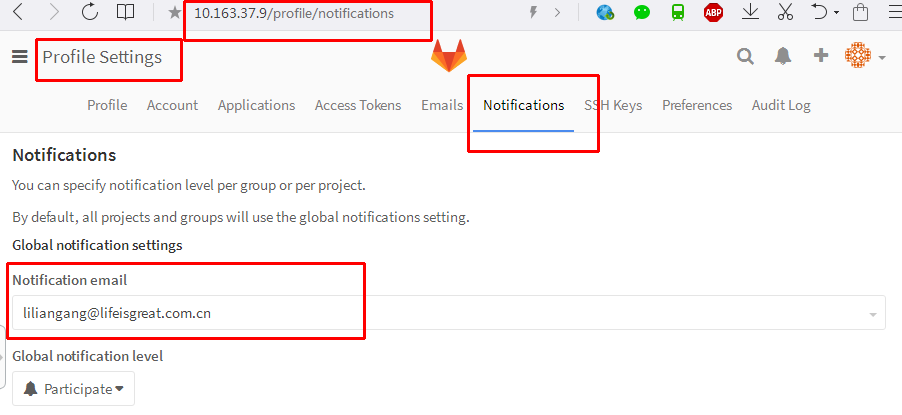 10.163.37.9/profile/notifications
ABP
Profile Settings
Profile Account Applications Access Tokens Emails Notifications SSH Keys Preferences Audit Log
Notifications
You can specify notification level per group or per project.
By default, all projects and groups will use the global notifications setting.
Global notification settings
Notification email
liliangang@lifeisgreat.com.cn
Global notification level
Participate